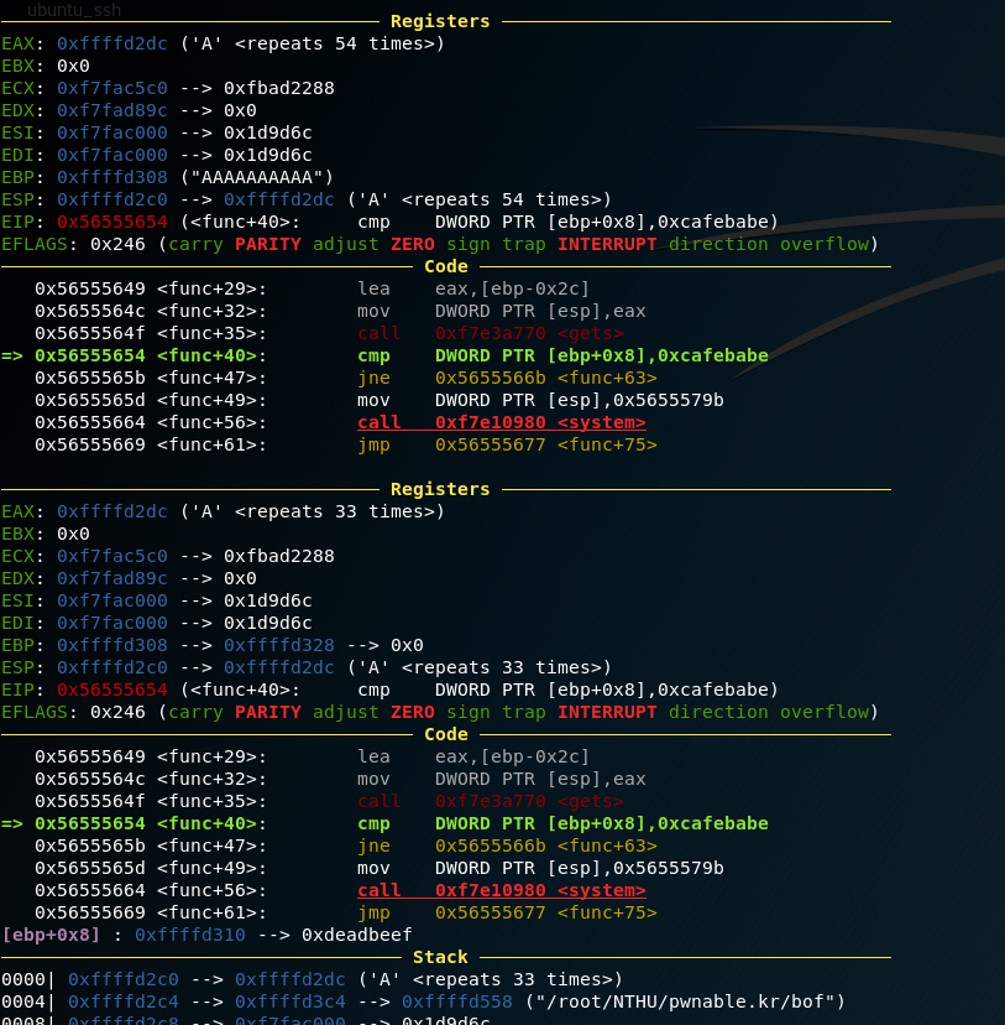 ubuntu_ssh
Registers
EAX: 0xffffd2dc ('A' <repeats 54 times>)
EBX: 0x0
ECX: 0xf7fac5c0 --> 0xfbad2288
EDX: 0xf7fad89c --> 0x0
ESI: 0xf7fac000 --> 0x1d9d6c
EDI: 0xf7fac000 --> 0x1d9d6c
EBP: 0xffffd308 ("AAAAAAAAAA")
ESP: 0xffffd2c0 --> 0xffffd2dc ('A' <repeats 54 times>)
EIP: 0x56555654 (<func+40>: cmp DWORD PTR [ebp+0x8],0xcafebabe)
EFLAGS: 0x246 (carry PARITY adjust ZERO sign trap INTERRUPT direction overflow)
Code
0x56555649 <func+29>: lea eax,[ebp-0x2c]
0x5655564c <func+32>: mov DWORD PTR [esp],eax
0x5655564f <func+35>: call 0xf7e3a770 <gets>
=> 0x56555654 <func+40>: cmp DWORD PTR [ebp+0x8],0xcafebabe
0x5655565b <func+47>: jne 0x5655566b <func+63>
0x5655565d <func+49>: mov DWORD PTR [esp],0x5655579b
0x56555664 <func+56>: call 0xf7e10980 <system>
0x56555669 <func+61>: jmp 0x56555677 <func+75>
Registers
EAX: 0xffffd2dc ('A' <repeats 33 times>)
EBX: 0x0
ECX: 0xf7fac5c0 --> 0xfbad2288
EDX: 0xf7fad89c --> 0x0
ESI: 0xf7fac000 --> 0x1d9d6c
EDI: 0xf7fac000 --> 0x1d9d6c
EBP: 0xffffd308 --> 0xffffd328 --> 0x0
ESP: 0xffffd2c0 --> 0xffffd2dc ('A' <repeats 33 times>)
EIP: 0x56555654 (<func+40>: cmp DWORD PTR [ebp+0x8],0xcafebabe)
EFLAGS: 0x246 (carry PARITY adjust ZERO sign trap INTERRUPT direction overflow)
Code
0x56555649 <func+29>: lea eax,[ebp-0x2c]
0x5655564c <func+32>: mov DWORD PTR [esp],eax
0x5655564f <func+35>: call 0xf7e3a770 <gets>
=> 0x56555654 <func+40>: cmp DWORD PTR [ebp+0x8],0xcafebabe
0x5655565b <func+47>: jne 0x5655566b <func+63>
0x5655565d <func+49>: mov DWORD PTR [esp],0x5655579b
0x56555664 <func+56>: call 0xf7e10980 <system>
0x56555669 <func+61>: jmp 0x56555677 <func+75>
[ebp+0x8] : 0xffffd310 --> 0xdeadbeef
Stack
0000| 0xffffd2c0 --> 0xffffd2dc ('A' <repeats 33 times>)
0004| 0xffffd2c4 --> 0xffffd3c4 --> 0xffffd558 ("/root/NTHU/pwnable.kr/bof")
0008| 0xffffd2c8 --> 0xf7fac000 --> 0x1d9d6c